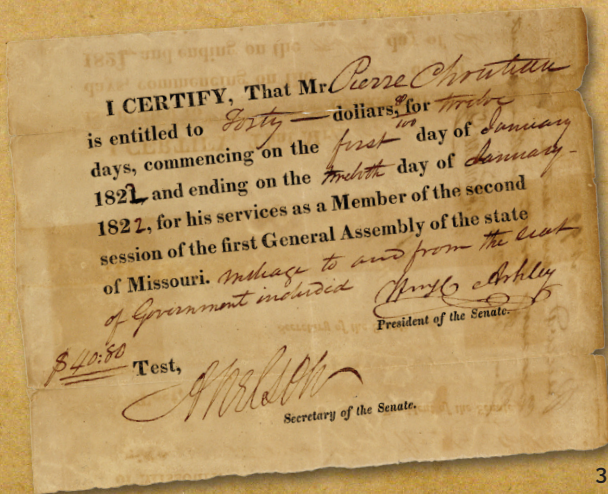 I CERTIFY, That Mr Pierre Chouteau
is entitled to Forty — dollars, 80/100 for twelve
days, commencing on the first day of January
1822, and ending on the twelvth day of January -
1822, for his services as a Member of the second
session of the first General Assembly of the state
of Missouri. mileage to and from the seat
of Government included
Ashley
President of the Senate.
$40:80 Test,
Secretary of the Senate.
3